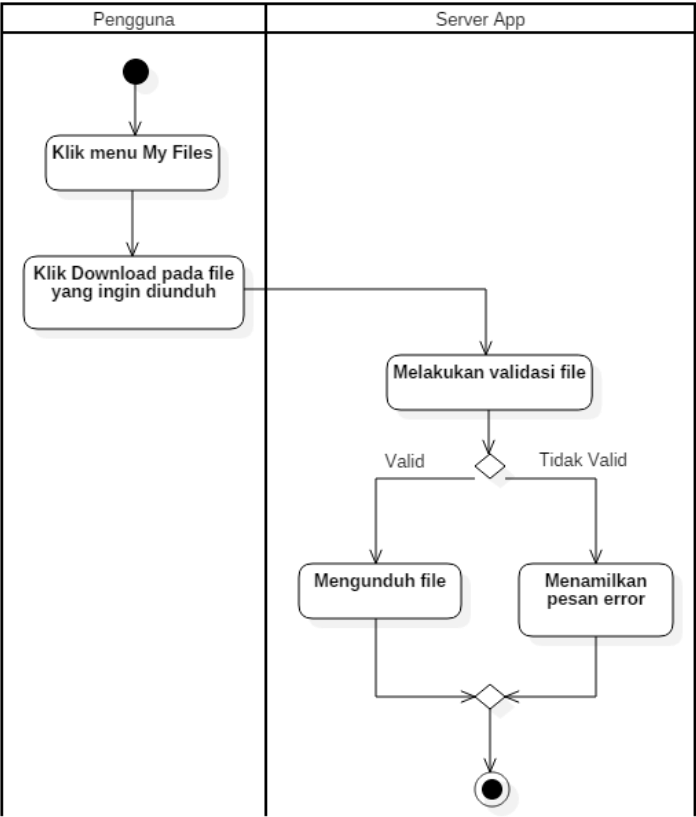 Pengguna
Server App
Klik menu My Files
Klik Download pada file
yang ingin diunduh
Melakukan validasi file
Valid
Tidak Valid
Mengunduh file
Menamilkan
pesan error